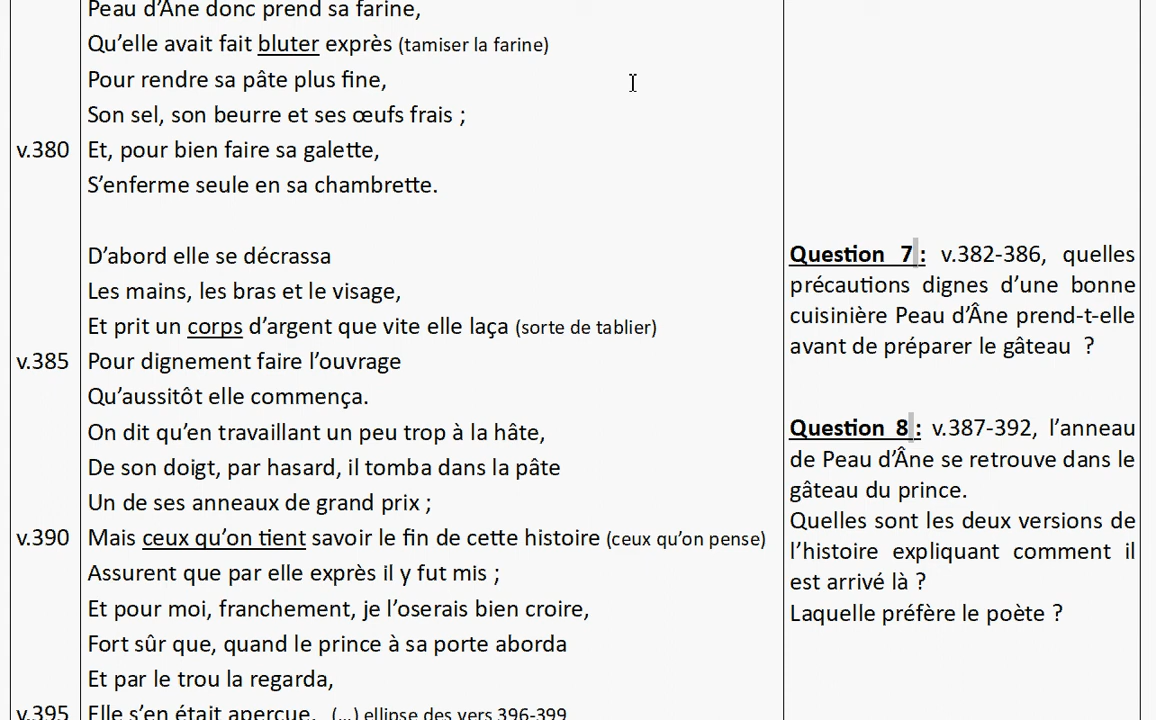 Peau d’Âne donc prend sa farine,
Qu’elle avait fait bluter exprès (tamiser la farine)
Pour rendre sa pâte plus fine,
Son sel, son beurre et ses œufs frais ;
v.380 Et, pour bien faire sa galette,
S’enferme seule en sa chambrette.
D’abord elle se décrassa
Les mains, les bras et le visage,
Et prit un corps d’argent que vite elle laça (sorte de tablier)
v.385 Pour dignement faire l’ouvrage
Qu’aussitôt elle commença.
On dit qu’en travaillant un peu trop à la hâte,
De son doigt, par hasard, il tomba dans la pâte
Un de ses anneaux de grand prix ;
v.390 Mais ceux qu’on tient savoir le fin de cette histoire (ceux qu’on pense)
Assurent que par elle exprès il y fut mis ;
Et pour moi, franchement, je l’oserais bien croire,
Fort sûr que, quand le prince à sa porte aborda
Et par le trou la regarda,
v.395 Elle s’en était aperçue. (...) ellipse des vers 396-399
Question 7 : v.382-386, quelles
précautions dignes d’une bonne
cuisinière Peau d’Âne prend-t-elle
avant de préparer le gâteau ?
Question 8 : v.387-392, l’anneau
de Peau d’Âne se retrouve dans le
gâteau du prince.
Quelles sont les deux versions de
l’histoire expliquant comment il
est arrivé là ?
Laquelle préfère le poète ?